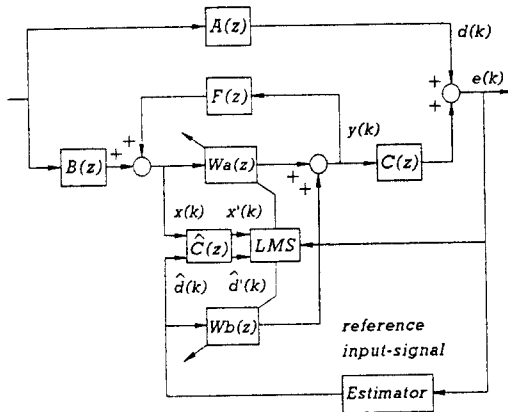 A(z)
d(k)
e(k)
+
+
F(z)
y(k)
+
+
B(z)
Wa(z)
+
+
C(z)
x(k)
x'(k)
Ĉ(z)
LMS
d̂(k)
d̂'(k)
Wb(z)
reference
input-signal
Estimator